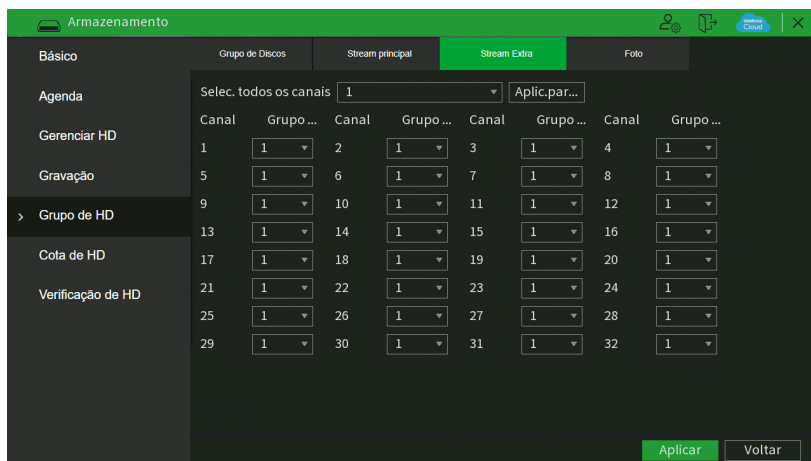 Armazenamento
intelbras Cloud
Básico
Agenda
Gerenciar HD
Gravação
Grupo de HD
Cota de HD
Verificação de HD
Grupo de Discos Stream principal Stream Extra Foto
Selec. todos os canais 1 Aplic.par...
Canal Grupo ... Canal Grupo ... Canal Grupo ... Canal Grupo ...
1 1 2 1 3 1 4 1
5 1 6 1 7 1 8 1
9 1 10 1 11 1 12 1
13 1 14 1 15 1 16 1
17 1 18 1 19 1 20 1
21 1 22 1 23 1 24 1
25 1 26 1 27 1 28 1
29 1 30 1 31 1 32 1
Aplicar Voltar